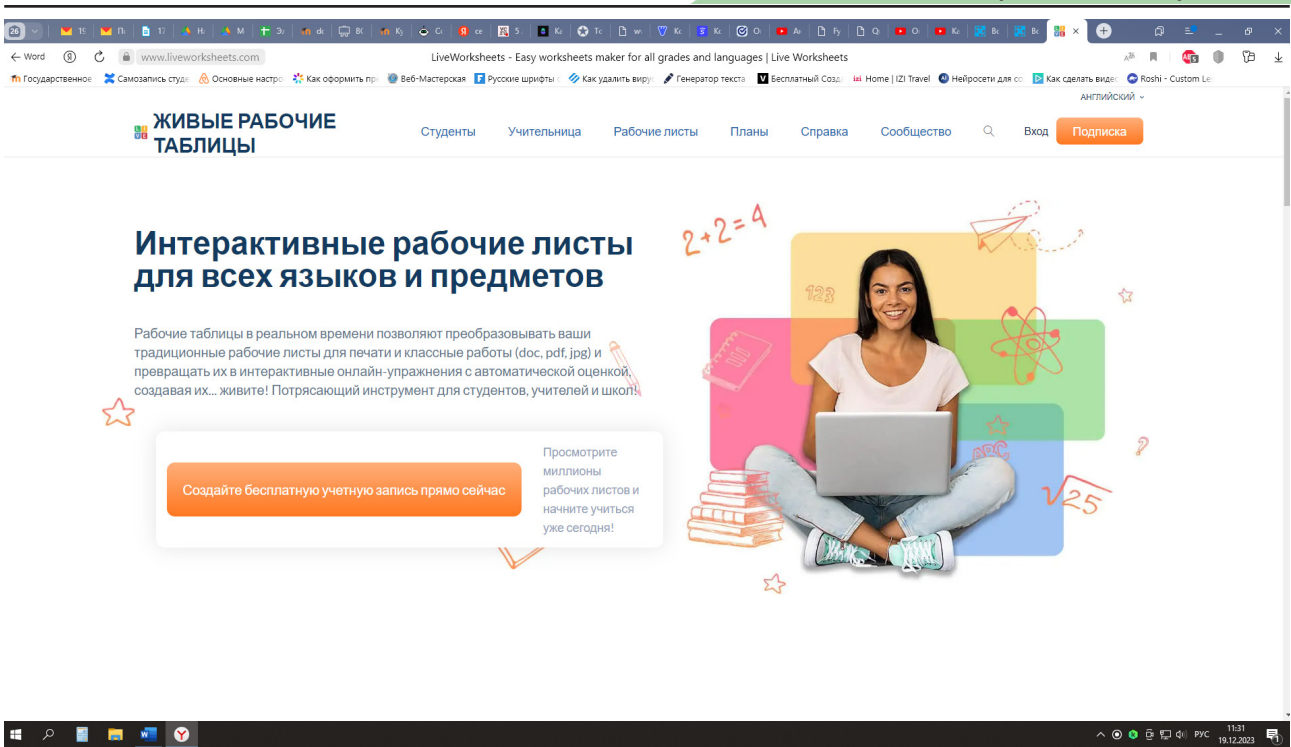 26
19
17
← Word
www.liveworksheets.com
LiveWorksheets - Easy worksheets maker for all grades and languages | Live Worksheets
Государственное
Самозапись студе
Основные настро
Как оформить пр
Веб-Мастерская
Русские шрифты с
Как удалить вирус
Генератор текста
Бесплатный Созда
Home | IZI Travel
Нейросети для со
Как сделать видео
Roshi - Custom Le
АНГЛИЙСКИЙ
ЖИВЫЕ РАБОЧИЕ
ТАБЛИЦЫ
Студенты
Учительница
Рабочие листы
Планы
Справка
Сообщество
Вход
Подписка
2+2=4
Интерактивные рабочие листы
для всех языков и предметов
123
Рабочие таблицы в реальном времени позволяют преобразовывать ваши
традиционные рабочие листы для печати и классные работы (doc, pdf, jpg) и
превращать их в интерактивные онлайн-упражнения с автоматической оценкой,
создавая их... живите! Потрясающий инструмент для студентов, учителей и школ!
ABC
√25
Создайте бесплатную учетную запись прямо сейчас
Просмотрите
миллионы
рабочих листов и
начните учиться
уже сегодня!
РУС
11:31
19.12.2023